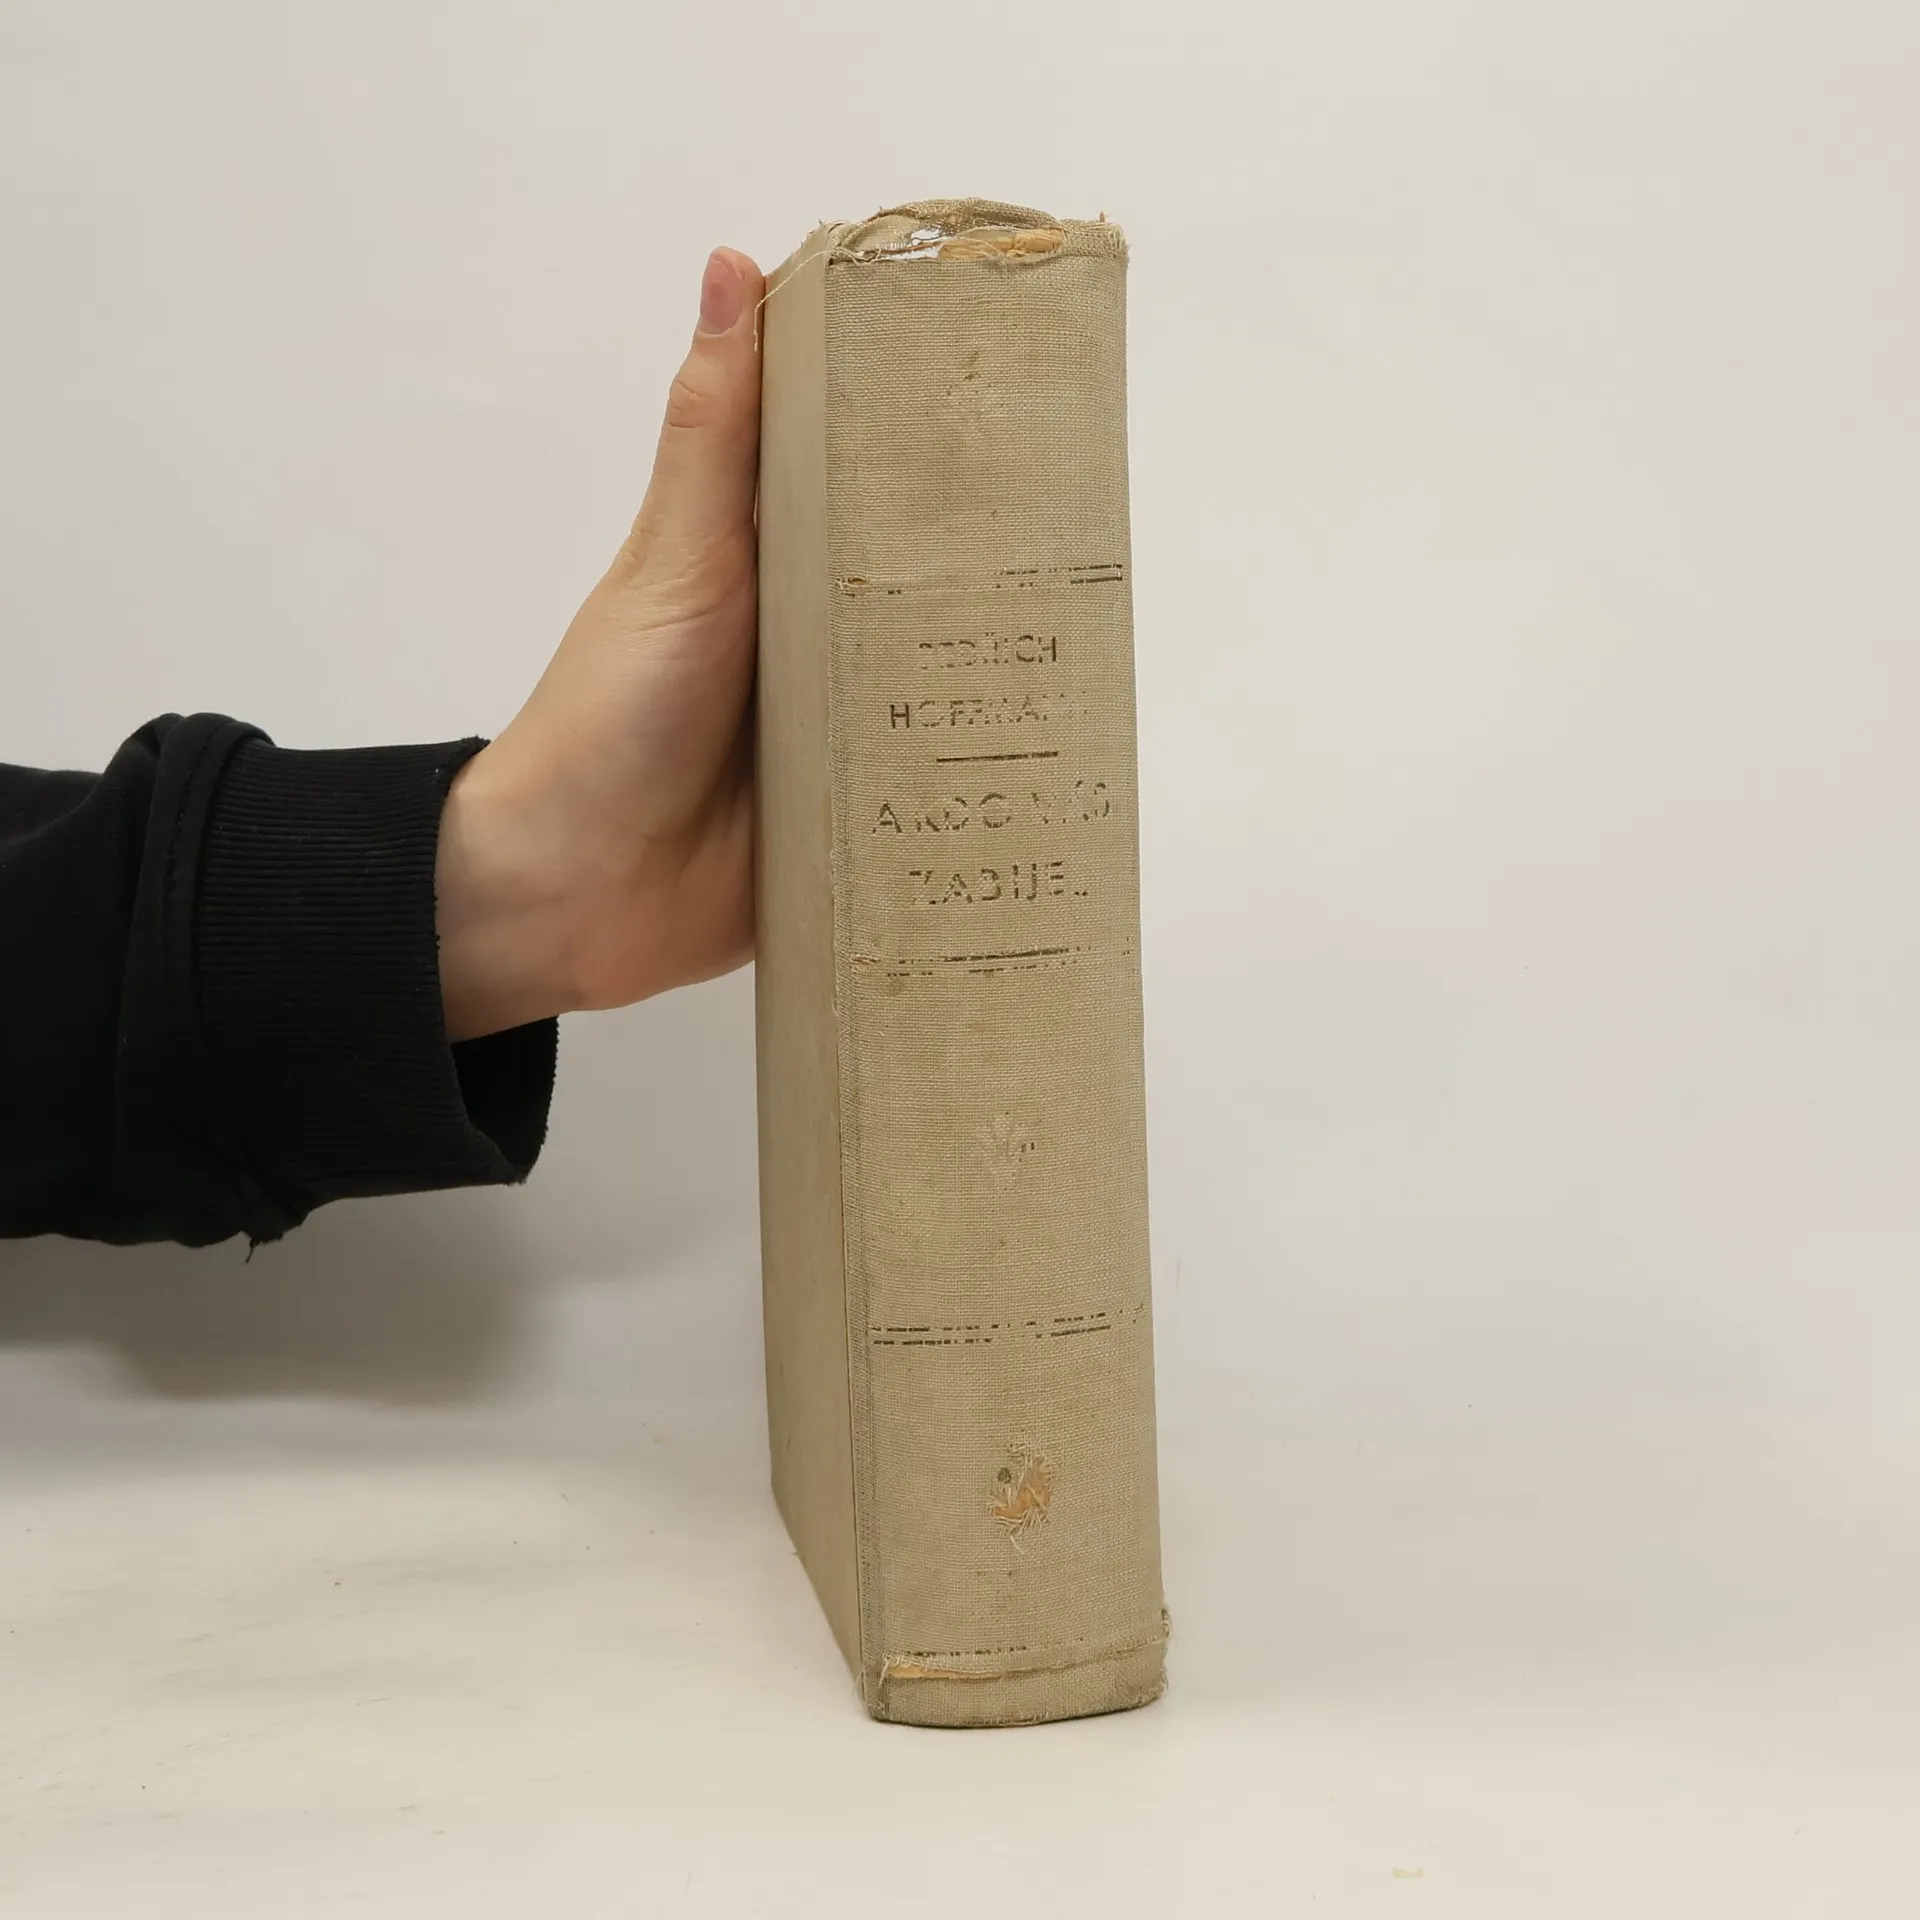 BEDŘICH
HOFFMANN
A KDO VÁS
ZABIJE..